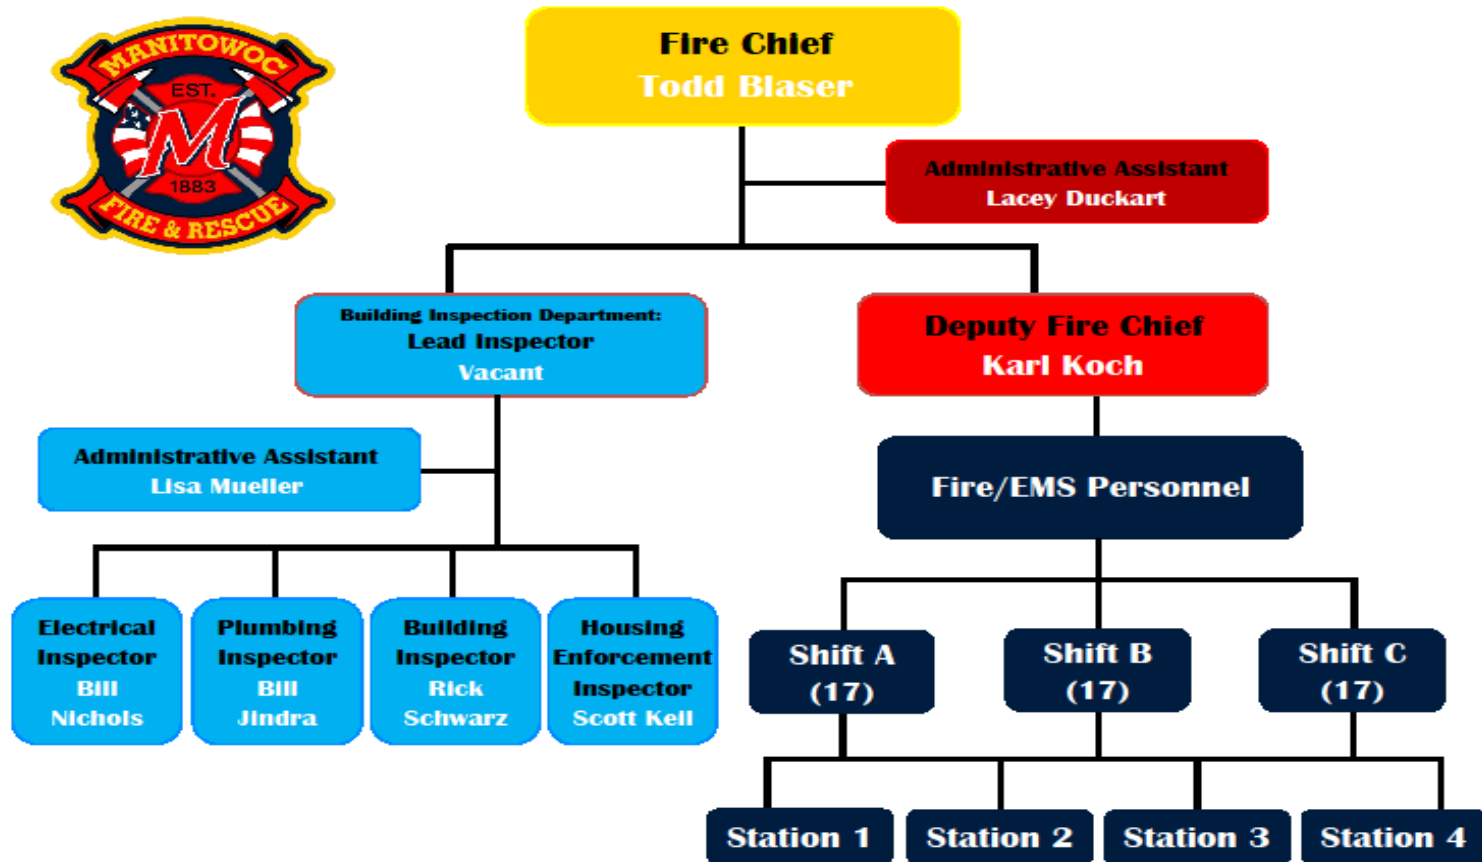 MANITOWOC
EST.
M
1883
FIRE & RESCUE
Fire Chief
Todd Blaser
Administrative Assistant
Lacey Duckart
Building Inspection Department:
Lead Inspector
Vacant
Deputy Fire Chief
Karl Koch
Administrative Assistant
Lisa Mueller
Fire/EMS Personnel
Electrical
Inspector
Bill
Nichols
Plumbing
Inspector
Bill
Jindra
Building
Inspector
Rick
Schwarz
Housing
Enforcement
Inspector
Scott Keil
Shift A
(17)
Shift B
(17)
Shift C
(17)
Station 1
Station 2
Station 3
Station 4